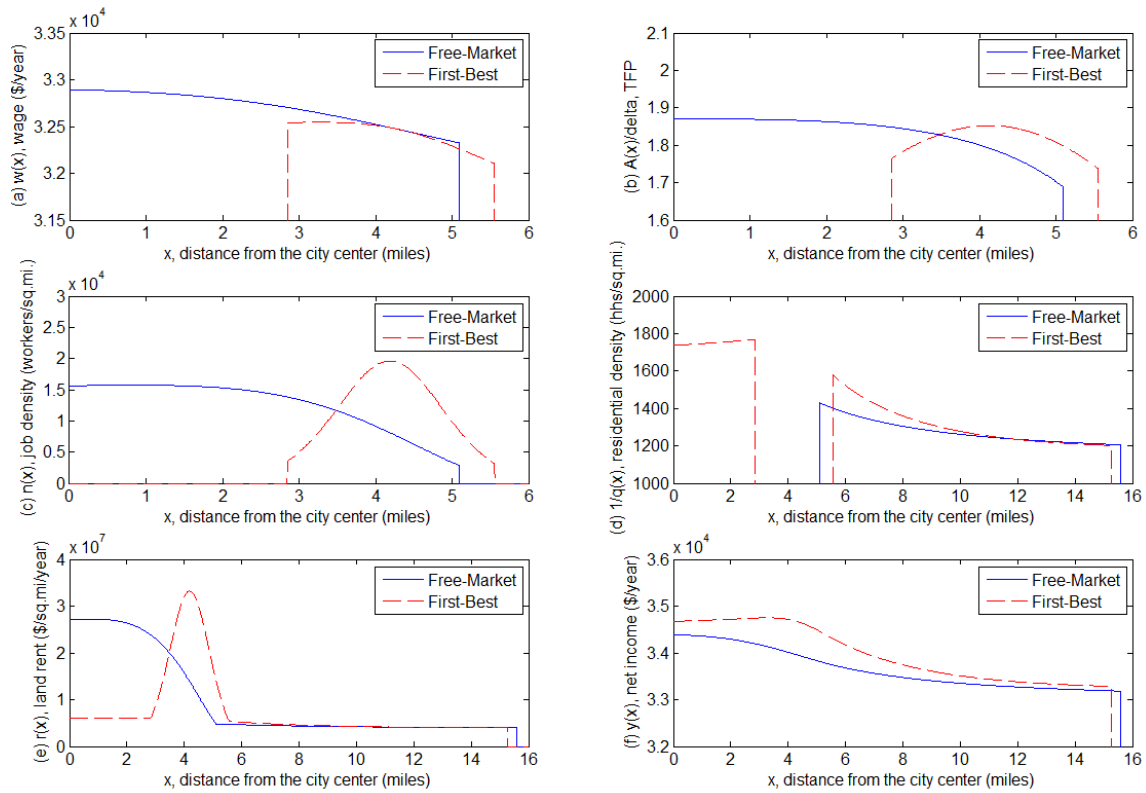 x 10^4
3.35
3.3
3.25
3.2
3.15
(a) w(x), wage ($/year)
0 1 2 3 4 5 6
x, distance from the city center (miles)
Free-Market
First-Best
2.1
2
1.9
1.8
1.7
1.6
(b) A(x)/delta, TFP
0 1 2 3 4 5 6
x, distance from the city center (miles)
Free-Market
First-Best
x 10^4
3
2.5
2
1.5
1
0.5
0
(c) n(x), job density (workers/sq.mi.)
0 1 2 3 4 5 6
x, distance from the city center (miles)
Free-Market
First-Best
2000
1800
1600
1400
1200
1000
(d) 1/q(x), residential density (hhs/sq.mi.)
0 2 4 6 8 10 12 14 16
x, distance from the city center (miles)
Free-Market
First-Best
x 10^7
4
3
2
1
0
(e) r(x), land rent ($/sq.mi/year)
0 2 4 6 8 10 12 14 16
x, distance from the city center (miles)
Free-Market
First-Best
x 10^4
3.6
3.5
3.4
3.3
3.2
(f) y(x), net income ($/year)
0 2 4 6 8 10 12 14 16
x, distance from the city center (miles)
Free-Market
First-Best